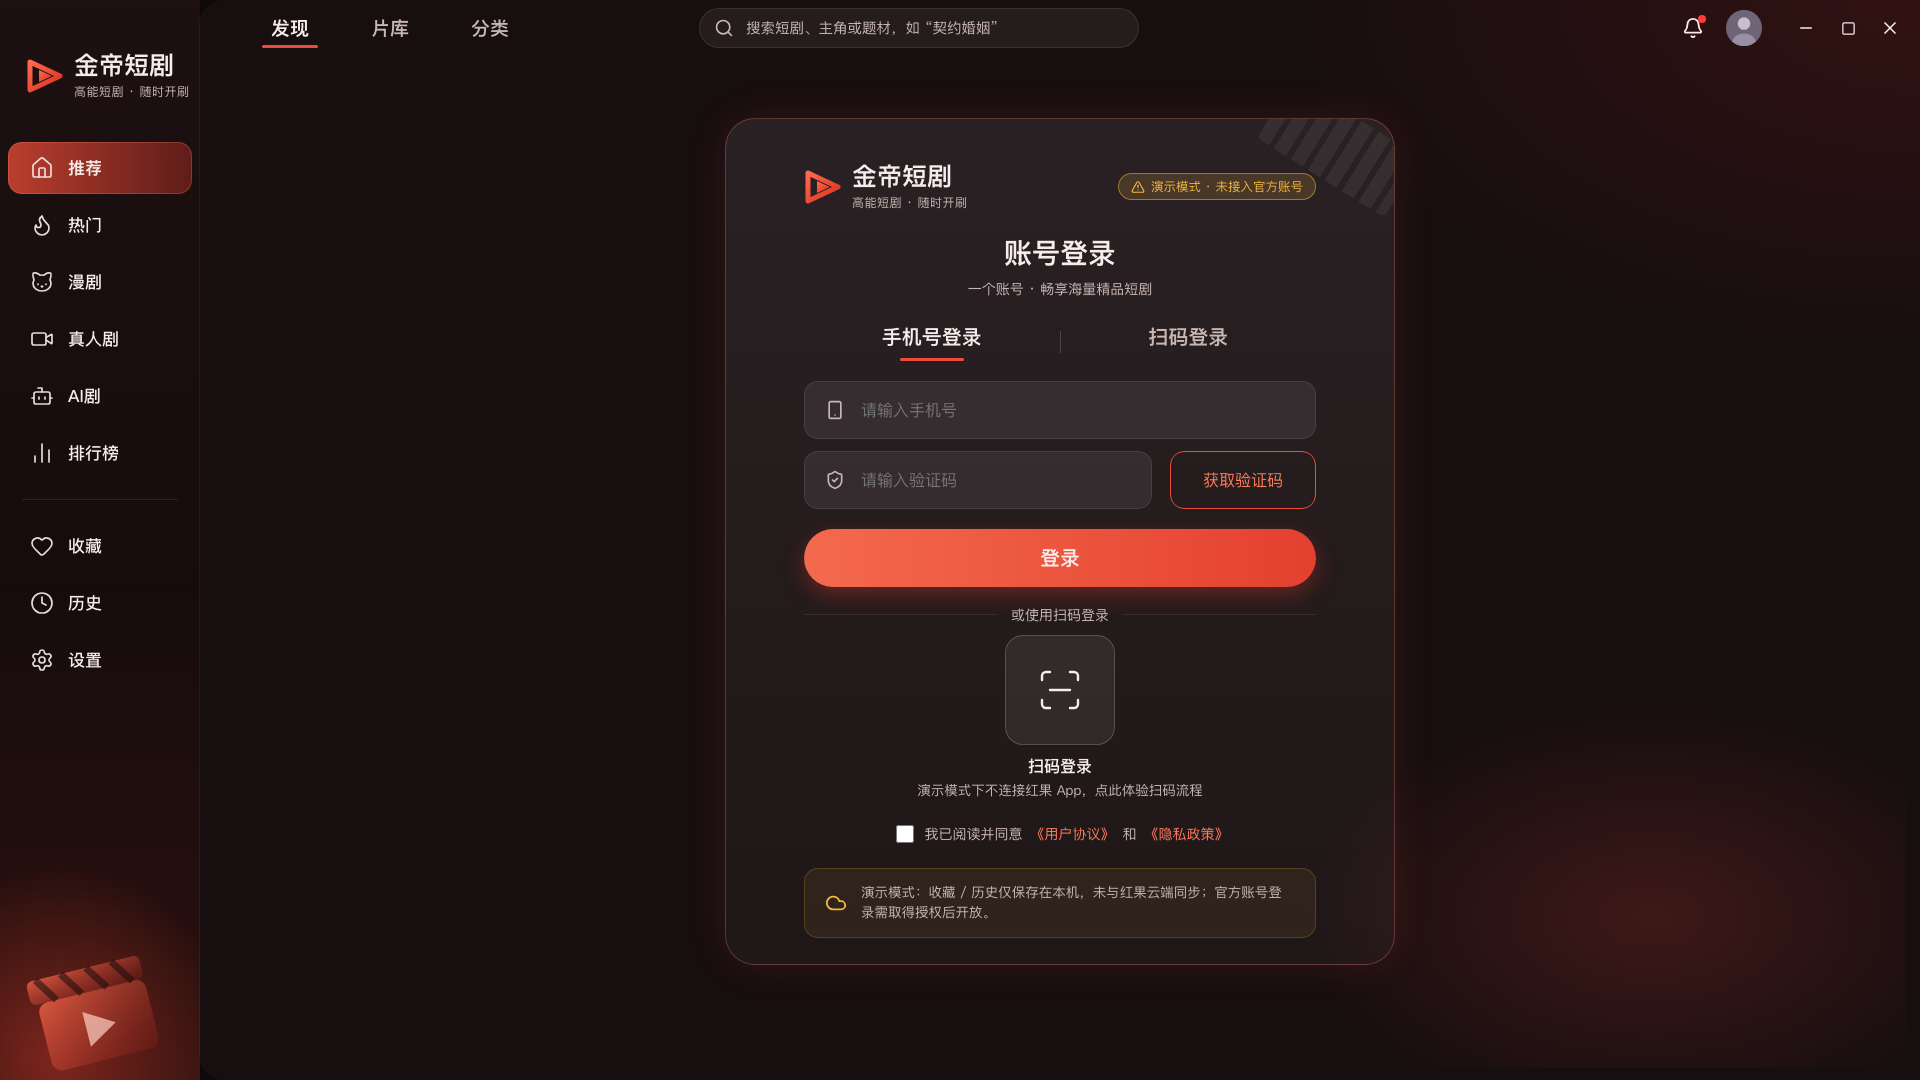 发现
片库
分类
搜索短剧、主角或题材，如 “契约婚姻”
金帝短剧
高能短剧 · 随时开刷
推荐
热门
漫剧
真人剧
AI剧
排行榜
收藏
历史
设置
金帝短剧
高能短剧 · 随时开刷
演示模式 · 未接入官方账号
账号登录
一个账号 · 畅享海量精品短剧
手机号登录
扫码登录
请输入手机号
请输入验证码
获取验证码
登录
或使用扫码登录
扫码登录
演示模式下不连接红果 App，点此体验扫码流程
我已阅读并同意 《用户协议》 和 《隐私政策》
演示模式：收藏 / 历史仅保存在本机，未与红果云端同步；官方账号登
录需取得授权后开放。